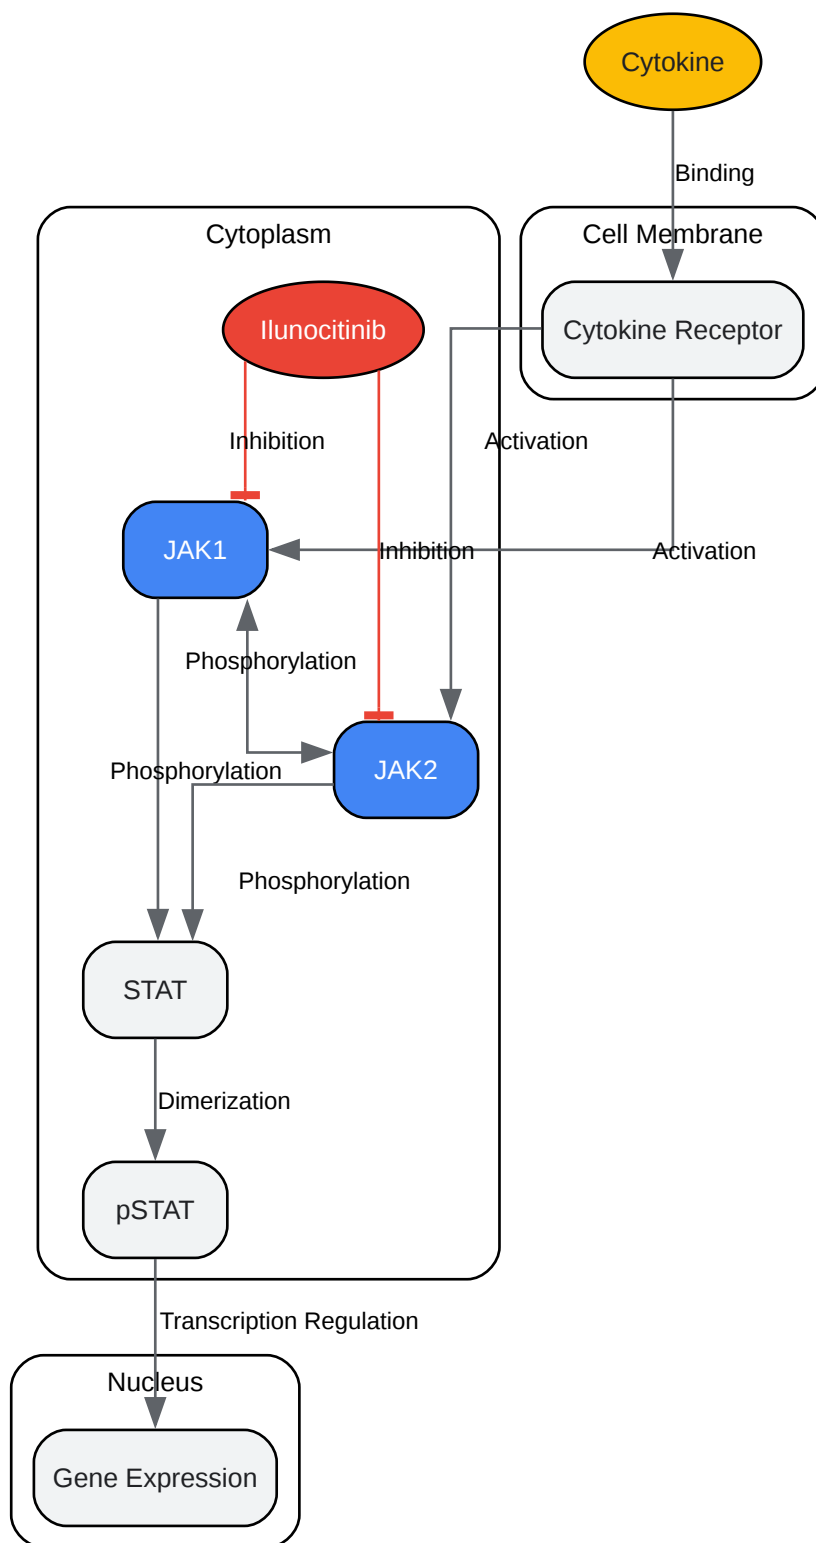 Cytokine
Binding
Cytoplasm
Cell Membrane
Ilunocitinib
Cytokine Receptor
Inhibition
Activation
JAK1
Inhibition
Activation
Phosphorylation
Phosphorylation
JAK2
Phosphorylation
STAT
Dimerization
pSTAT
Transcription Regulation
Nucleus
Gene Expression